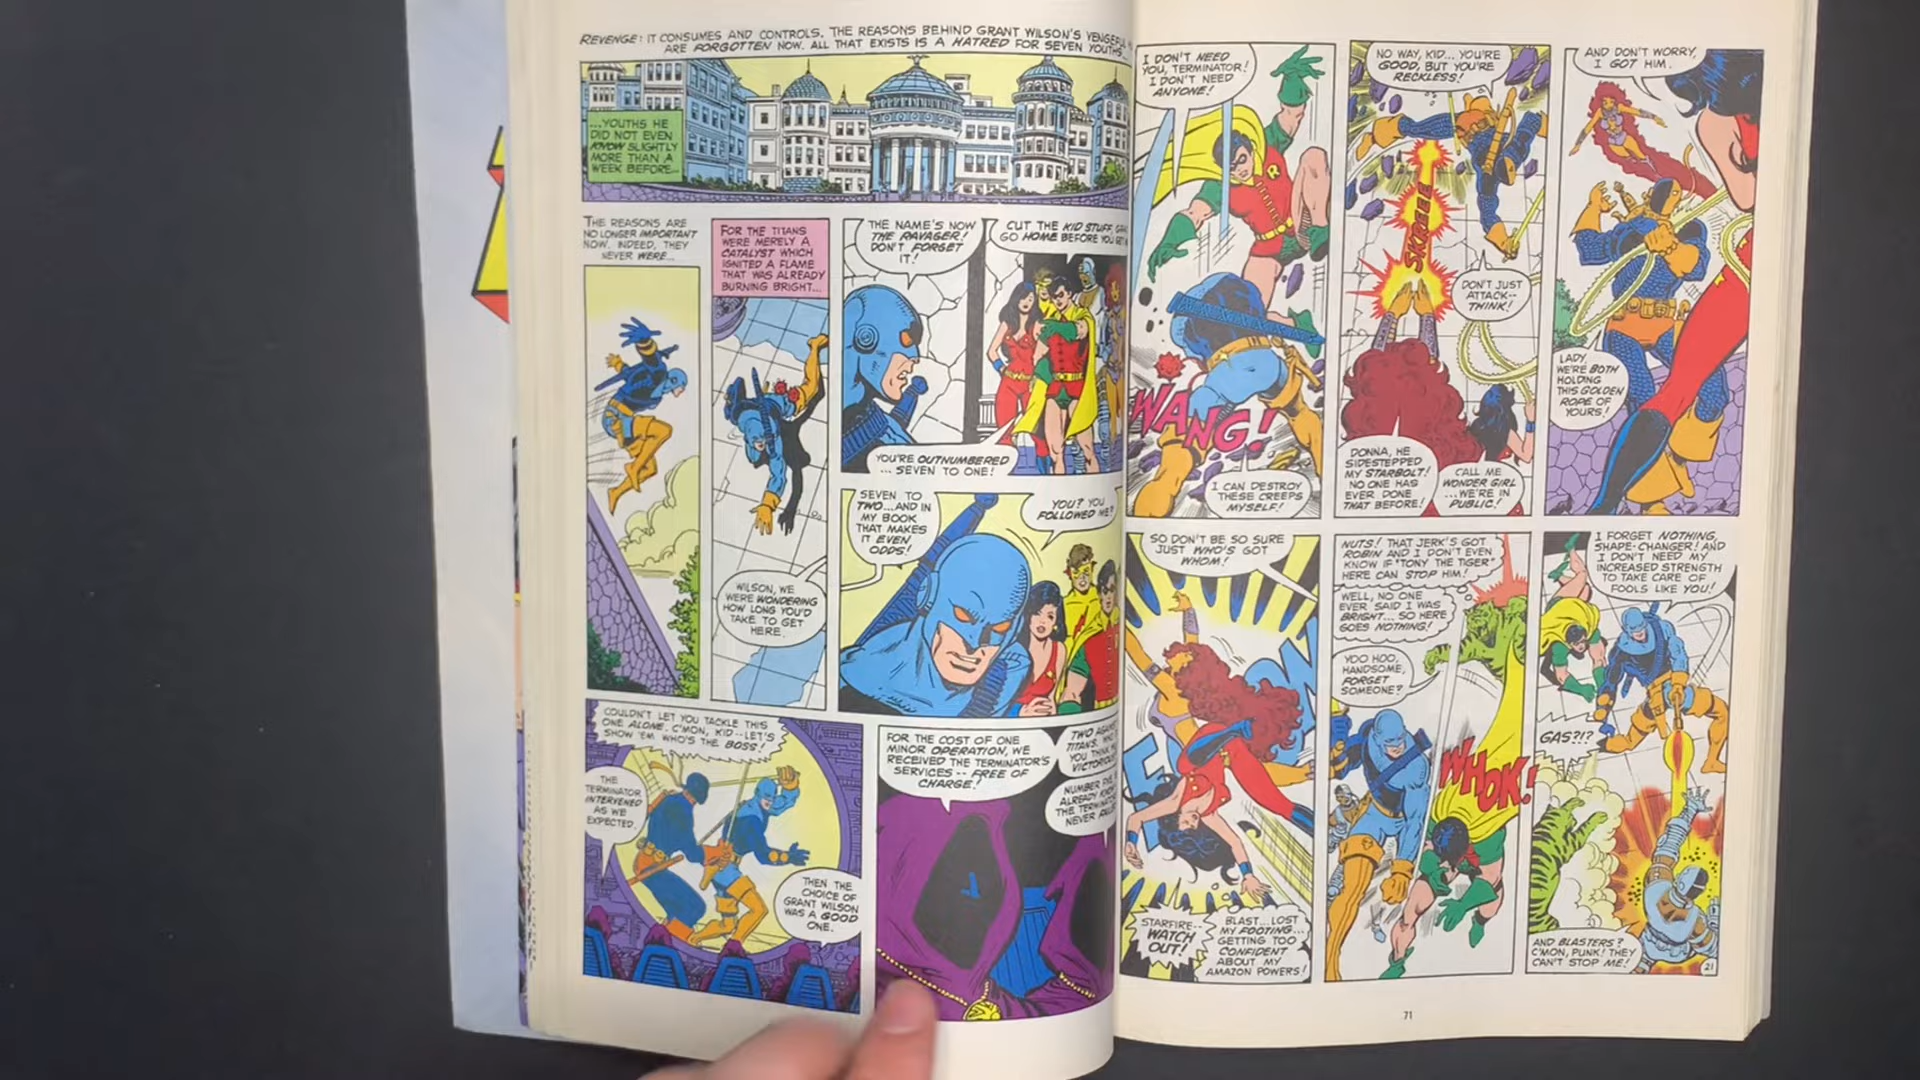 REVENGE: IT CONSUMES AND CONTROLS. THE REASONS BEHIND GRANT WILSON'S VENGEFUL
ARE FORGOTTEN NOW. ALL THAT EXISTS IS A HATRED FOR SEVEN YOUTHS
...YOUTHS HE
DID NOT EVEN
KNOW SLIGHTLY
MORE THAN A
WEEK BEFORE...
THE REASONS ARE
NO LONGER IMPORTANT
NOW. INDEED, THEY
NEVER WERE...
FOR THE TITANS
WERE MERELY A
CATALYST WHICH
IGNITED A FLAME
THAT WAS ALREADY
BURNING BRIGHT...
WILSON, WE
WERE WONDERING
HOW LONG YOU'D
TAKE TO GET
HERE.
THE NAME'S NOW
THE RAVAGER!
DON'T FORGET
IT!
CUT THE KID STUFF,
GO HOME BEFORE YOU GET
YOU'RE OUTNUMBERED
...SEVEN TO ONE!
SEVEN TO
TWO...AND IN
MY BOOK
THAT MAKES
IT EVEN
ODDS!
YOU? YOU
FOLLOWED ME?
COULDN'T LET YOU TACKLE THIS
ONE ALONE. C'MON, KID--LET'S
SHOW 'EM WHO'S THE BOSS!
THE
TERMINATOR
INTERVENED
AS WE
EXPECTED.
THEN THE
CHOICE OF
GRANT WILSON
WAS A GOOD
ONE.
FOR THE COST OF ONE
MINOR OPERATION, WE
RECEIVED THE TERMINATOR'S
SERVICES -- FREE OF
CHARGE!
TWO
TITANS.
YOU THINK
NUMBER
ALREADY
THE
NEVER
I DON'T NEED
YOU, TERMINATOR!
I DON'T NEED
ANYONE!
WANG!
I CAN DESTROY
THESE CREEPS
MYSELF!
NO WAY, KID... YOU'RE
GOOD, BUT YOU'RE
RECKLESS!
DON'T JUST
ATTACK--
THINK!
DONNA, HE
SIDESTEPPED
MY STARBOLT!
NO ONE HAS
EVER DONE
THAT BEFORE!
CALL ME
WONDER GIRL
...WE'RE IN
PUBLIC!
AND DON'T WORRY,
I GOT HIM.
LADY,
WE'RE BOTH
HOLDING
THIS GOLDEN
ROPE OF
YOURS!
SO DON'T BE SO SURE
JUST WHO'S GOT
WHOM!
STARFIRE--
WATCH
OUT!
BLAST...LOST
MY FOOTING...
GETTING TOO
CONFIDENT
ABOUT MY
AMAZON POWERS!
NUTS! THAT JERK'S GOT
ROBIN AND I DON'T EVEN
KNOW IF "TONY THE TIGER"
HERE CAN STOP HIM!
WELL, NO ONE
EVER SAID I WAS
BRIGHT... SO HERE
GOES NOTHING!
YOO HOO,
HANDSOME,
FORGET
SOMEONE?
WHOK!
I FORGET NOTHING,
SHAPE-CHANGER! AND
I DON'T NEED MY
INCREASED STRENGTH
TO TAKE CARE OF
FOOLS LIKE YOU!
GAS?!?
AND BLASTERS?
C'MON, PUNK! THEY
CAN'T STOP ME!
21
71